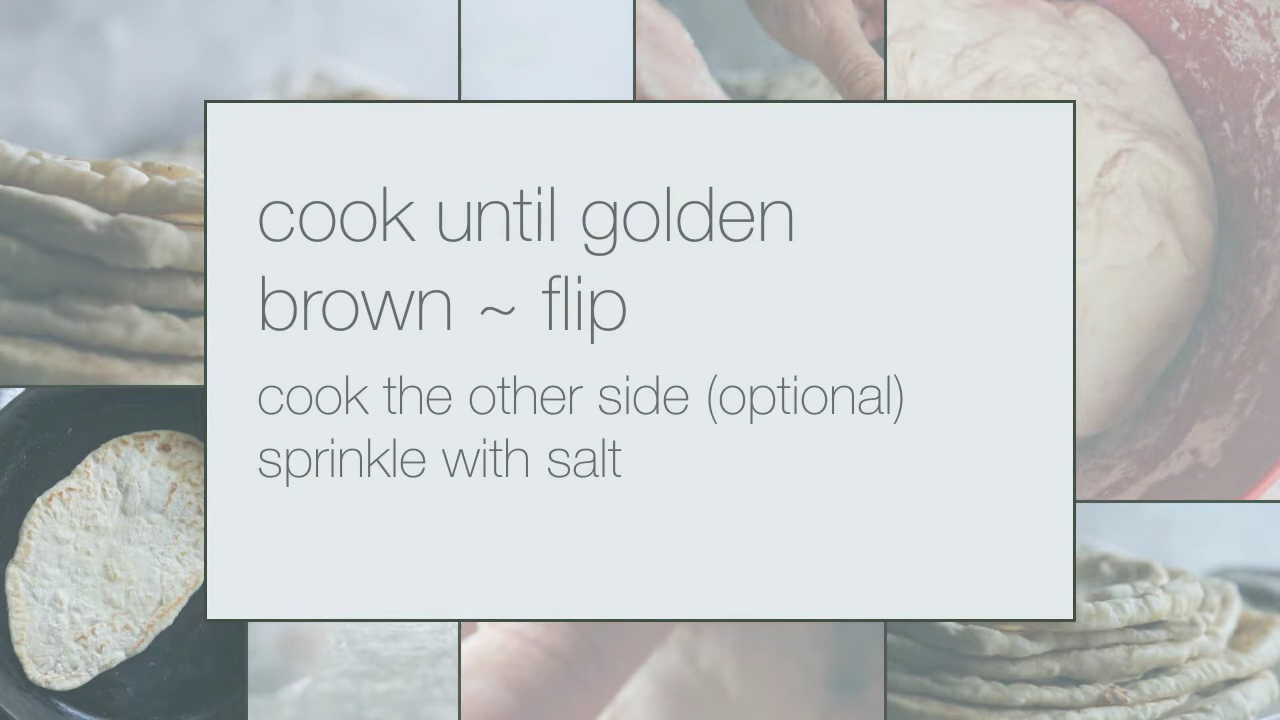 cook until golden
brown ~ flip
cook the other side (optional)
sprinkle with salt